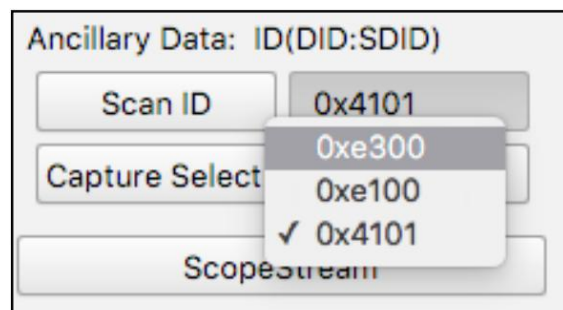 Ancillary Data: ID(DID:SDID)
Scan ID 0x4101
0xe300
Capture Select
0xe100
✓ 0x4101
ScopeStream